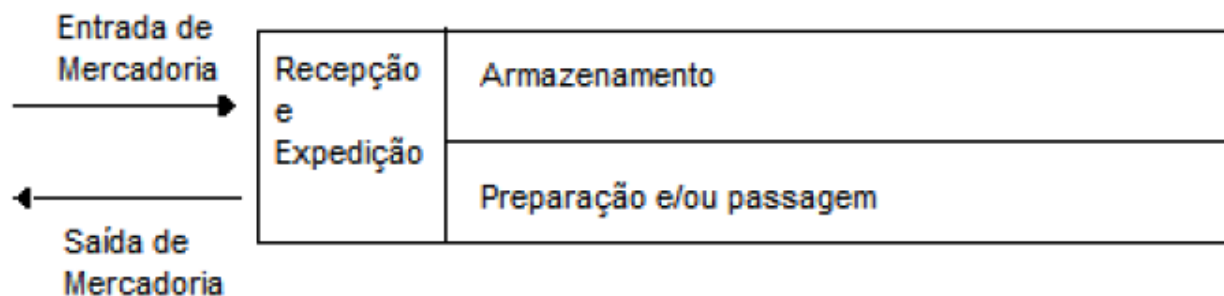 Entrada de
Mercadoria
Recepção
e
Expedição
Armazenamento
Preparação e/ou passagem
Saída de
Mercadoria